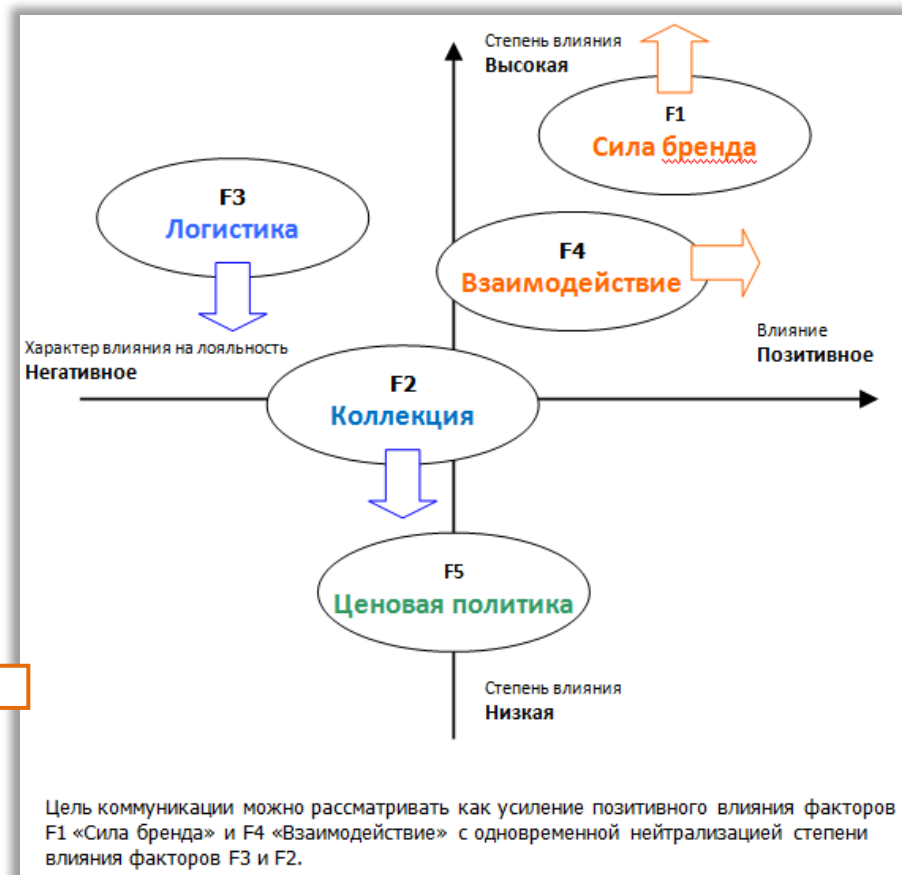 Степень влияния
Высокая
F1
Сила бренда
F3
Логистика
F4
Взаимодействие
Влияние
Позитивное
Характер влияния на лояльность
Негативное
F2
Коллекция
F5
Ценовая политика
Степень влияния
Низкая
Цель коммуникации можно рассматривать как усиление позитивного влияния факторов
F1 «Сила бренда» и F4 «Взаимодействие» с одновременной нейтрализацией степени
влияния факторов F3 и F2.